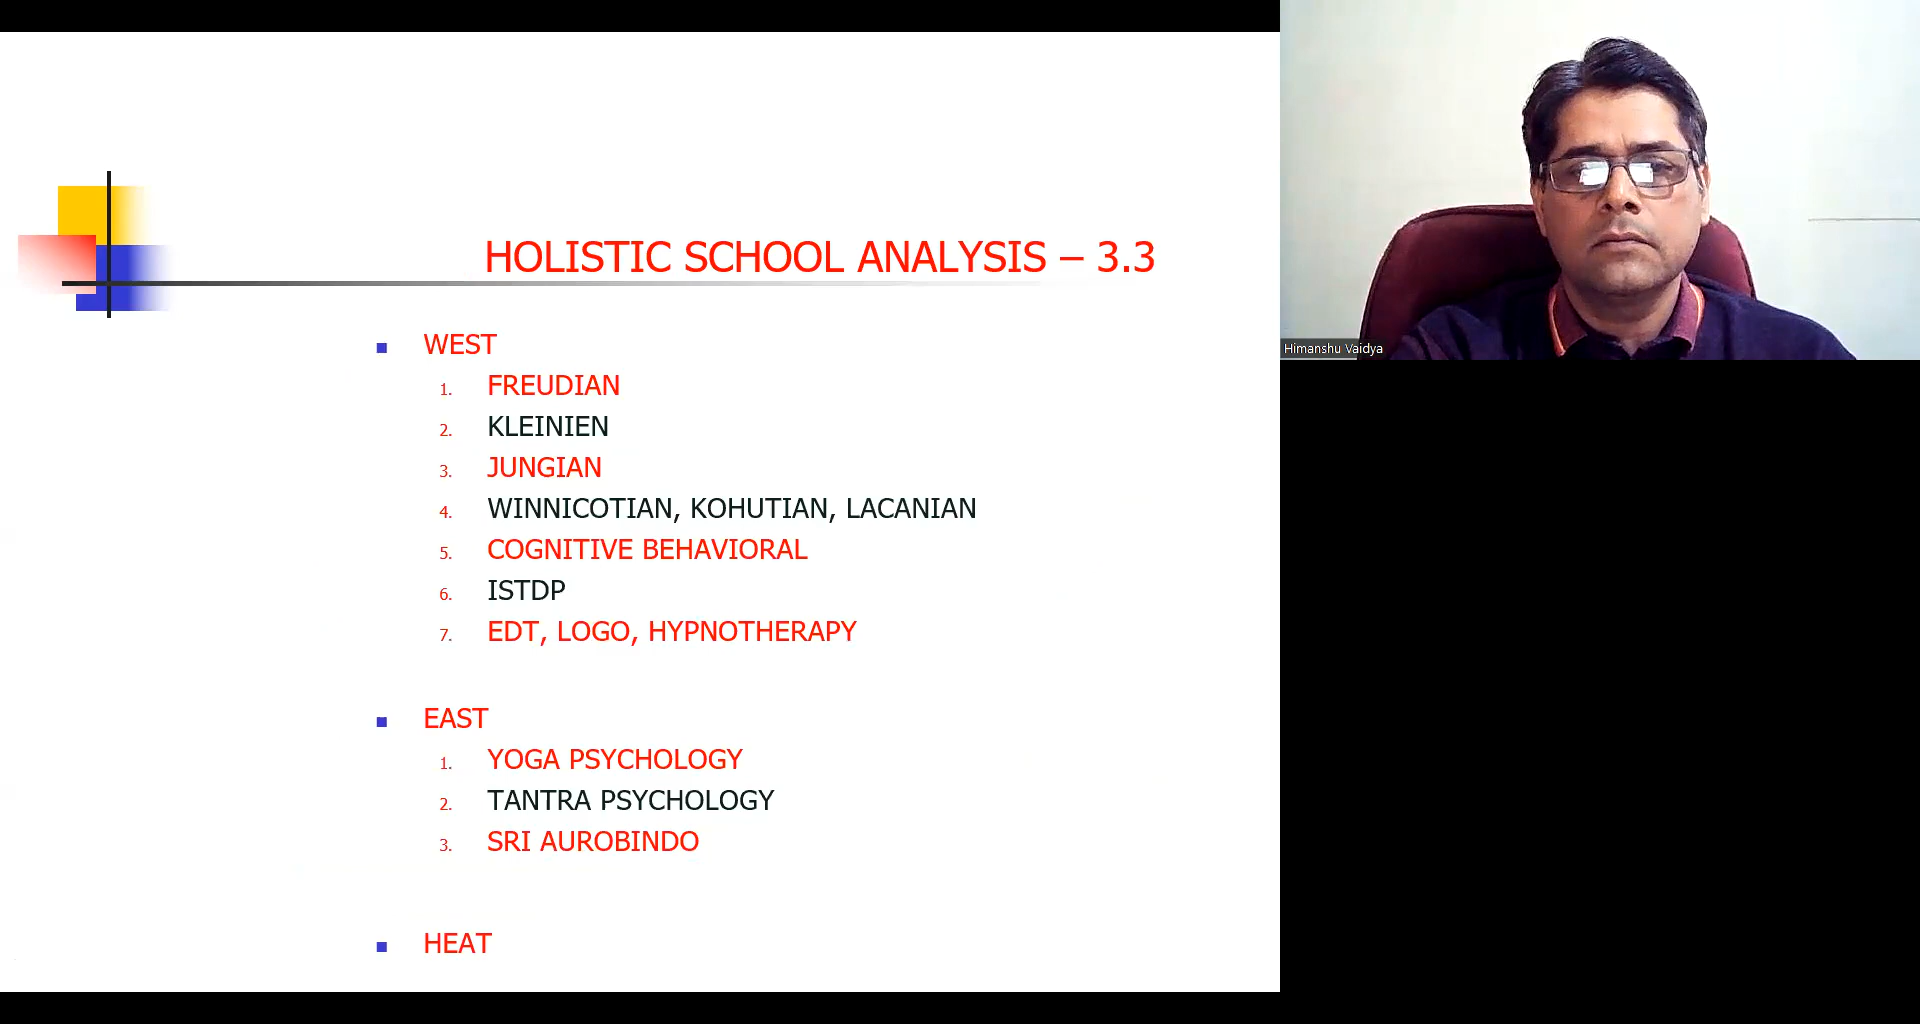 HOLISTIC SCHOOL ANALYSIS – 3.3
WEST
1. FREUDIAN
2. KLEINIEN
3. JUNGIAN
4. WINNICOTIAN, KOHUTIAN, LACANIAN
5. COGNITIVE BEHAVIORAL
6. ISTDP
7. EDT, LOGO, HYPNOTHERAPY
EAST
1. YOGA PSYCHOLOGY
2. TANTRA PSYCHOLOGY
3. SRI AUROBINDO
HEAT
Himanshu Vaidya